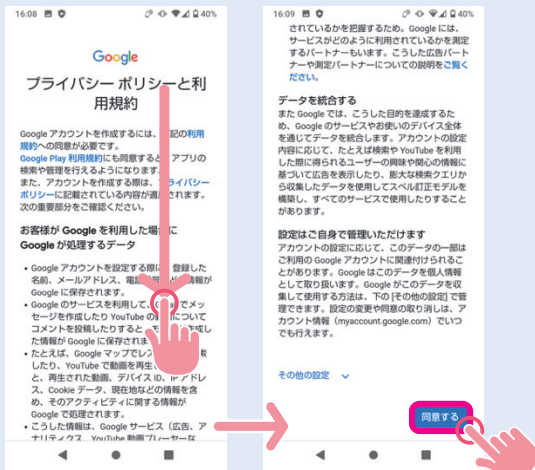 16:08
40%
Google
プライバシー ポリシーと利
用規約
Google アカウントを作成するには、 記の利用
規約への同意が必要です。
Google Play 利用規約にも同意すると アプリの
検索や管理を行えるようになります
また、アカウントを作成する際は、 ライバシー
ポリシーに記載されている内容が適 されます。
次の重要部分をご確認ください。
お客様が Google を利用した場合に
Google が処理するデータ
• Google アカウントを設定する際 登録した
名前、メールアドレス、電話 情報が
Google に保存されます。
• Google のサービスを利用して、 でメッ
セージを作成したり YouTube の について
コメントを投稿したりすると、 作成し
た情報が Google に保存されま
• たとえば、Google マップでレス 索
したり、YouTube で動画を再生
と、再生された動画、デバイス ID、IP アドレ
ス、Cookie データ、現在地などの情報を含
め、そのアクティビティに関する情報が
Google で処理されます。
• こうした情報は、Google サービス（広告、ア
ナリティクス、YouTube 動画プレーヤーな
16:09
40%
されているかを把握するため。Google には、
サービスがどのように利用されているかを測定
するパートナーもいます。こうした広告パート
ナーや測定パートナーについての説明をご覧く
ださい。
データを統合する
また Google では、こうした目的を達成するた
め、Google のサービスやお使いのデバイス全体
を通じてデータを統合します。アカウントの設定
内容に応じて、たとえば検索や YouTube を利用
した際に得られるユーザーの興味や関心の情報に
基づいて広告を表示したり、膨大な検索クエリか
ら収集したデータを使用してスペル訂正モデルを
構築し、すべてのサービスで使用したりすること
があります。
設定はご自身で管理いただけます
アカウントの設定に応じて、このデータの一部は
ご利用の Google アカウントに関連付けられるこ
とがあります。Google はこのデータを個人情報
として取り扱います。Google がこのデータを収
集して使用する方法は、下の [その他の設定] で管
理できます。設定の変更や同意の取り消しは、ア
カウント情報（myaccount.google.com）でいつ
でも行えます。
その他の設定
同意する